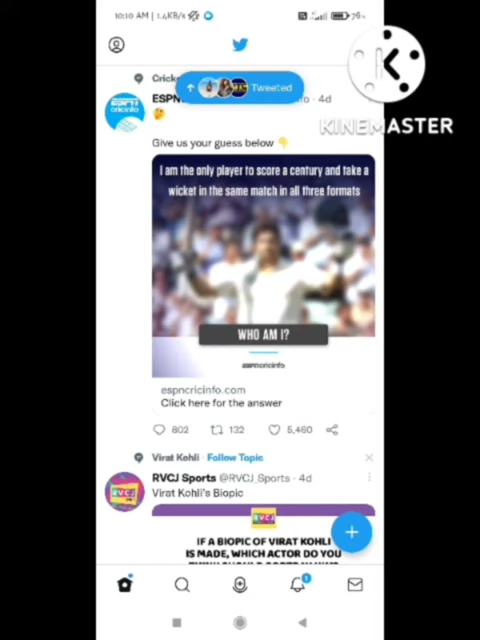 10:10 AM | 1.4KB/s
76%
Tweeted
KINEMASTER
4d
Give us your guess below 👇
I am the only player to score a century and take a
wicket in the same match in all three formats
WHO AM I?
espncricinfo
espncricinfo.com
Click here for the answer
802 132 5,460
Virat Kohli · Follow Topic
RVCJ Sports @RVCJ_Sports · 4d
Virat Kohli's Biopic
RVCJ
IF A BIOPIC OF VIRAT KOHLI
IS MADE, WHICH ACTOR DO YOU